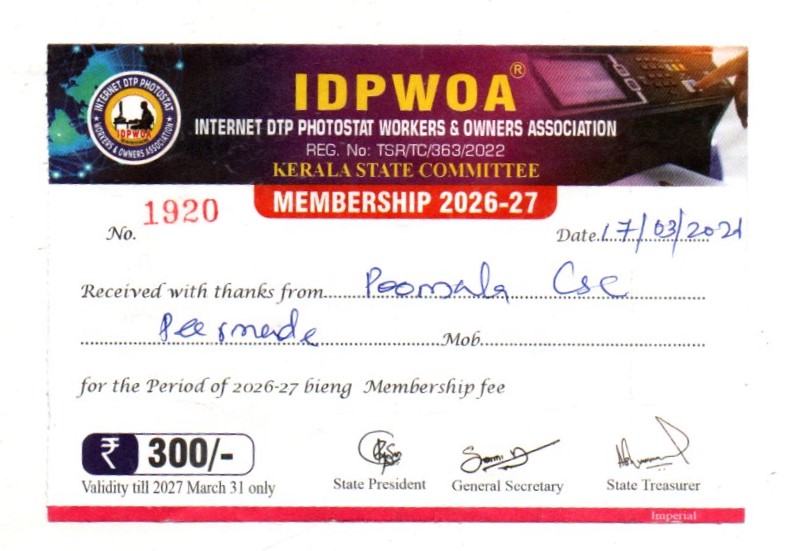 INTERNET DTP PHOTOSTAT
IDPWOA
WORKERS & OWNERS ASSOCIATION
IDPWOA®
INTERNET DTP PHOTOSTAT WORKERS & OWNERS ASSOCIATION
REG. No: TSR/TC/363/2022
KERALA STATE COMMITTEE
MEMBERSHIP 2026-27
No. 1920
Date 17/03/202
Received with thanks from Poomala Csc
Peermede
Mob
for the Period of 2026-27 bieng Membership fee
₹ 300/-
Validity till 2027 March 31 only
State President
General Secretary
State Treasurer
Imperial